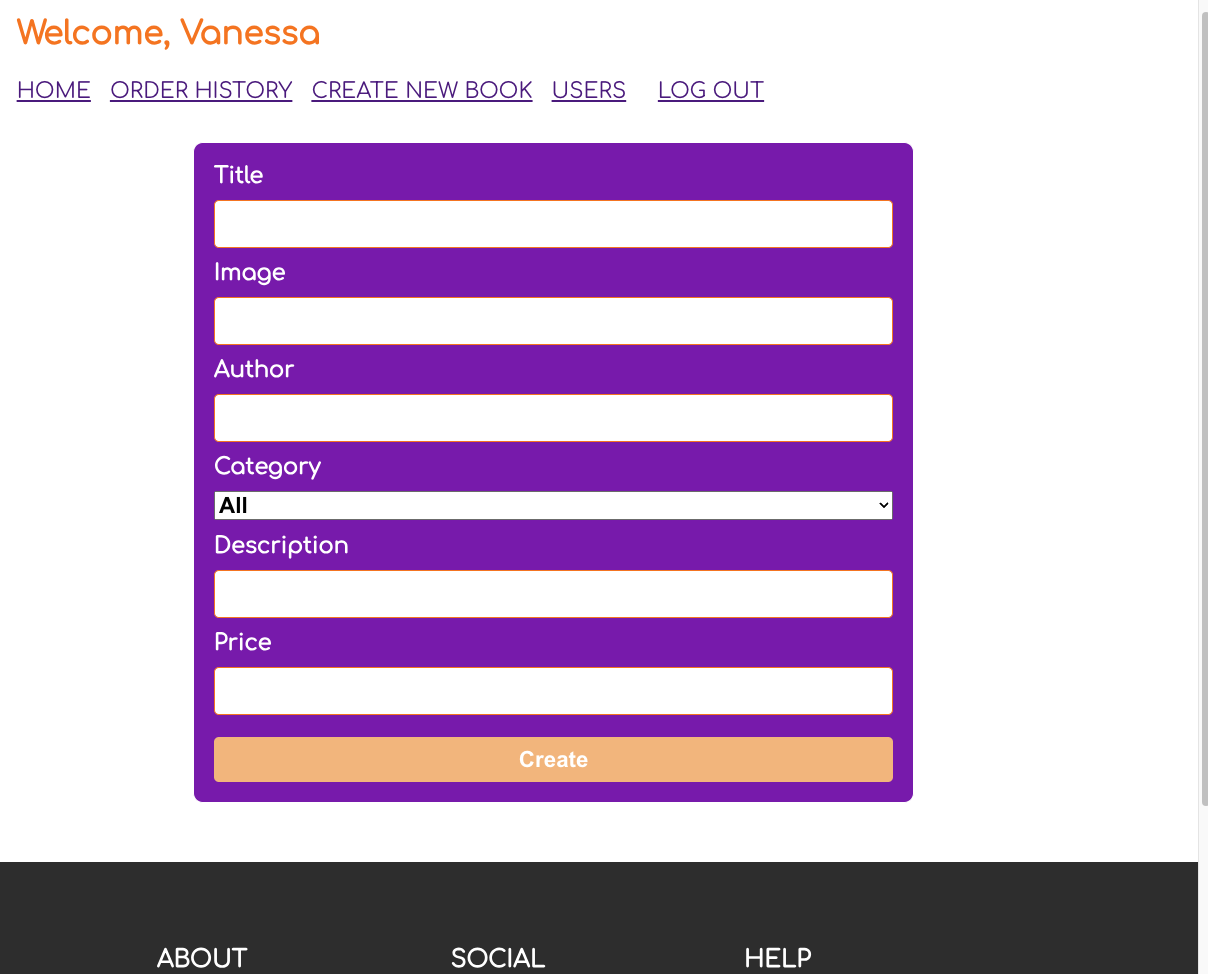 Welcome, Vanessa
HOME ORDER HISTORY CREATE NEW BOOK USERS LOG OUT
Title
Image
Author
Category
All
Description
Price
Create
ABOUT SOCIAL HELP